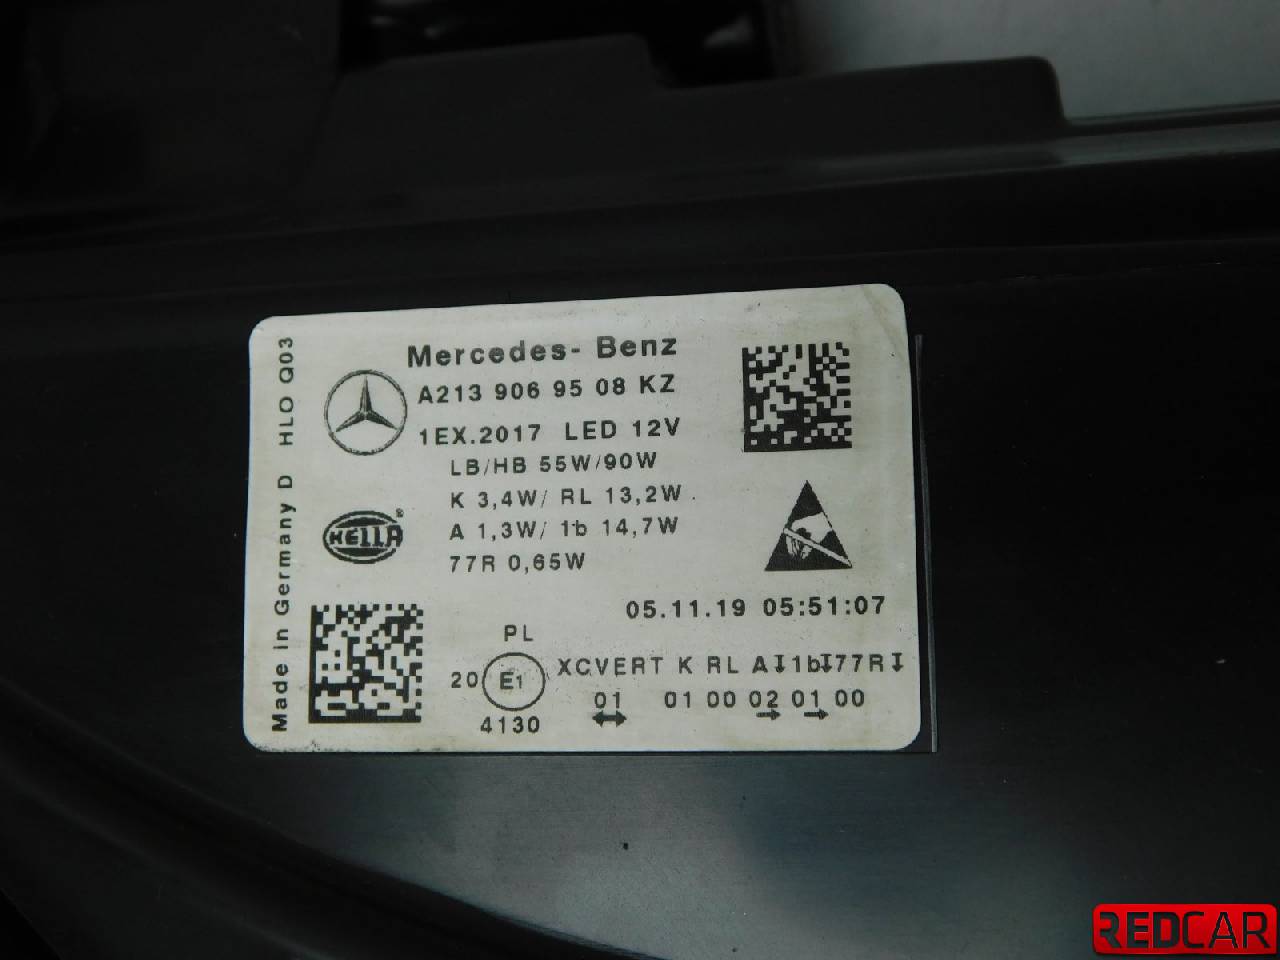 Mercedes- Benz
A213 906 95 08 KZ
1EX.2017 LED 12V
LB/HB 55W/90W
K 3,4W/ RL 13,2W
A 1,3W/ 1b 14,7W
77R 0,65W
HELLA®
Made in Germany D HLO Q03
05.11.19 05:51:07
PL
20 E1 XCVERT K RL A↧1b↧77R↧
01 01 00 02 01 00
↔ → →
4130
REDCAR